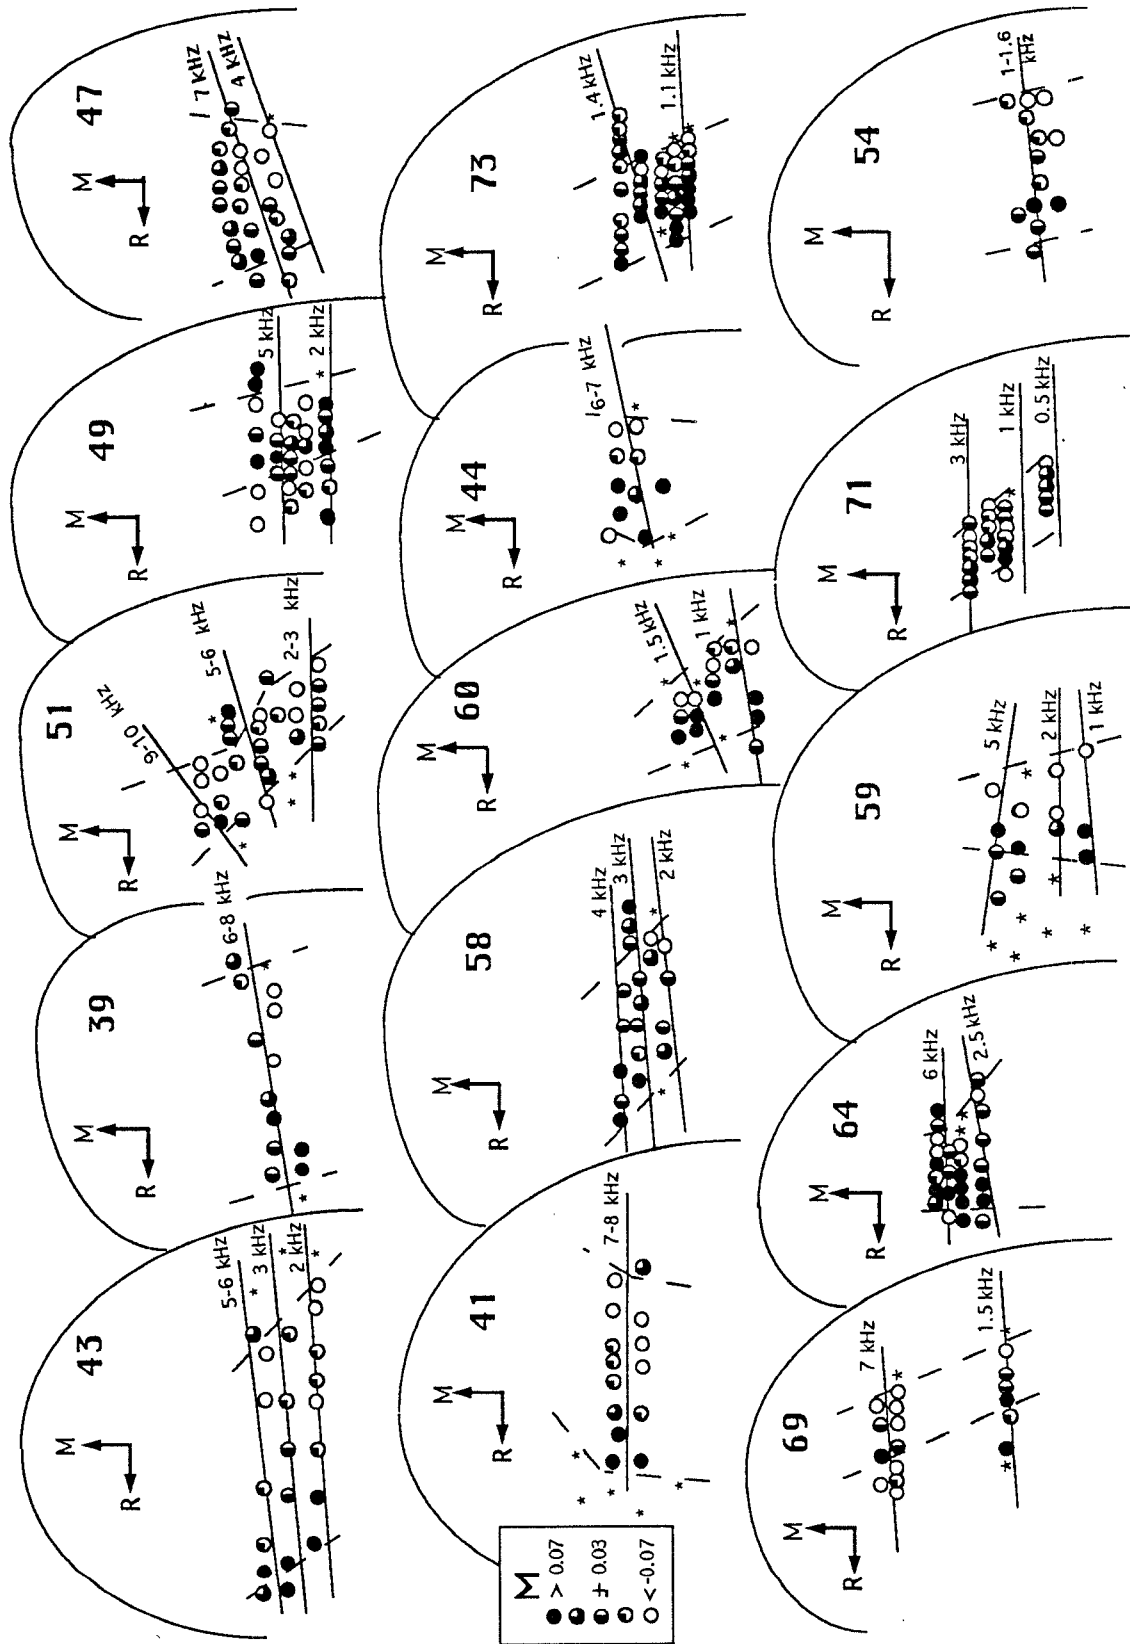 43
M
R
5-6 kHz
3 kHz
2 kHz
39
M
R
6-8 kHz
51
M
R
9-10 kHz
5-6 kHz
2-3 kHz
49
M
R
5 kHz
2 kHz
47
M
R
7 kHz
4 kHz
M
> 0.07
± 0.03
< -0.07
41
M
R
7-8 kHz
58
M
R
4 kHz
3 kHz
2 kHz
60
M
R
1.5 kHz
1 kHz
44
M
R
6-7 kHz
73
M
R
1.4 kHz
1.1 kHz
69
M
R
7 kHz
1.5 kHz
64
M
R
6 kHz
2.5 kHz
59
M
R
5 kHz
2 kHz
1 kHz
71
M
R
3 kHz
1 kHz
0.5 kHz
54
M
R
1-1.6
kHz